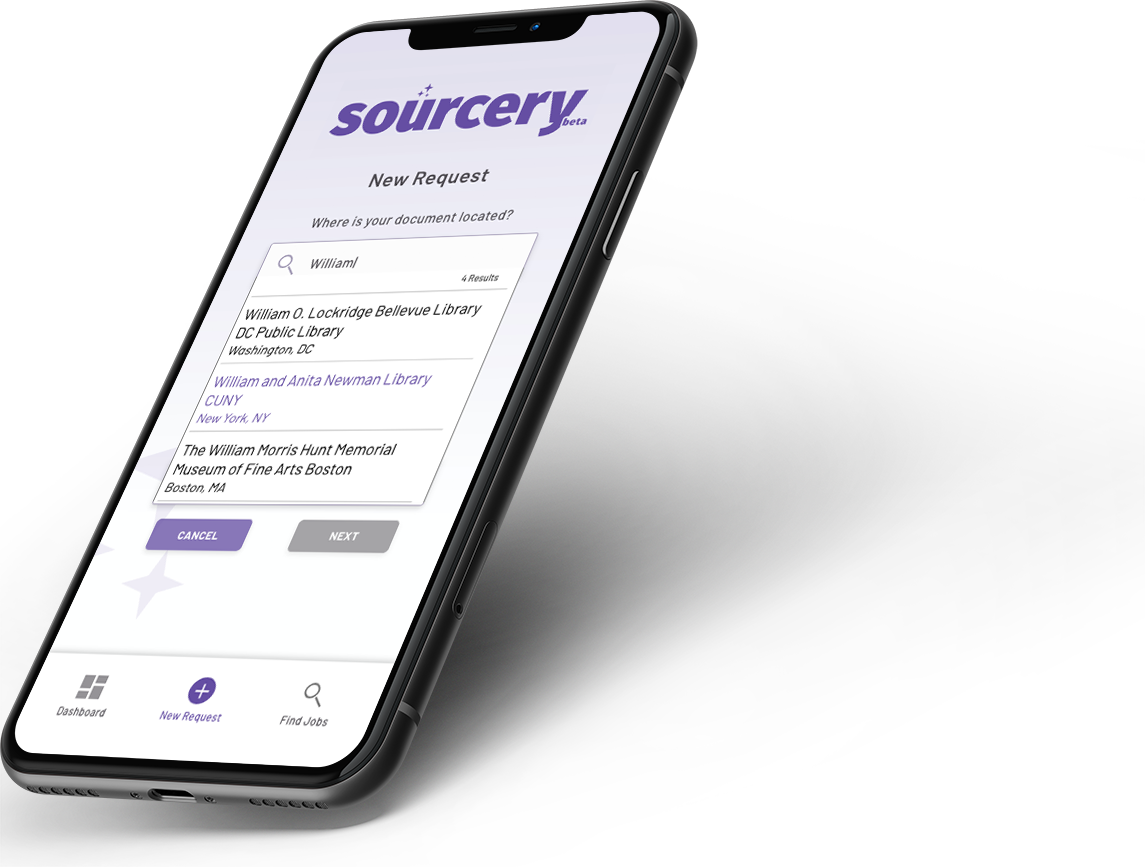 sourcery
beta
New Request
Where is your document located?
William|
4 Results
William O. Lockridge Bellevue Library
DC Public Library
Washington, DC
William and Anita Newman Library
CUNY
New York, NY
The William Morris Hunt Memorial
Museum of Fine Arts Boston
Boston, MA
CANCEL NEXT
Dashboard New Request Find Jobs